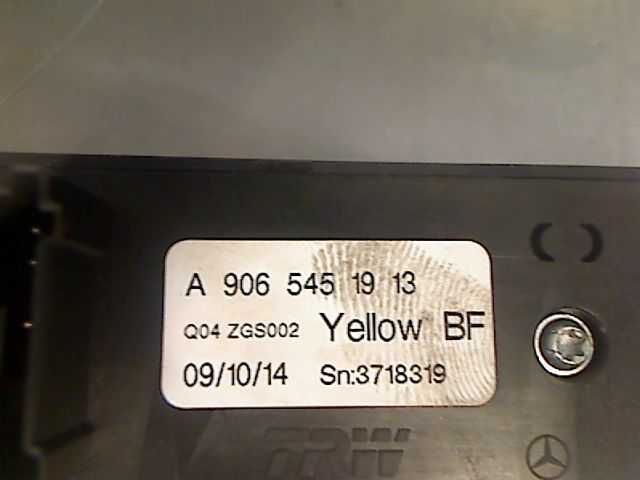 A 906 545 19 13
Q04 ZGS002 Yellow BF
09/10/14 Sn:3718319
TRW